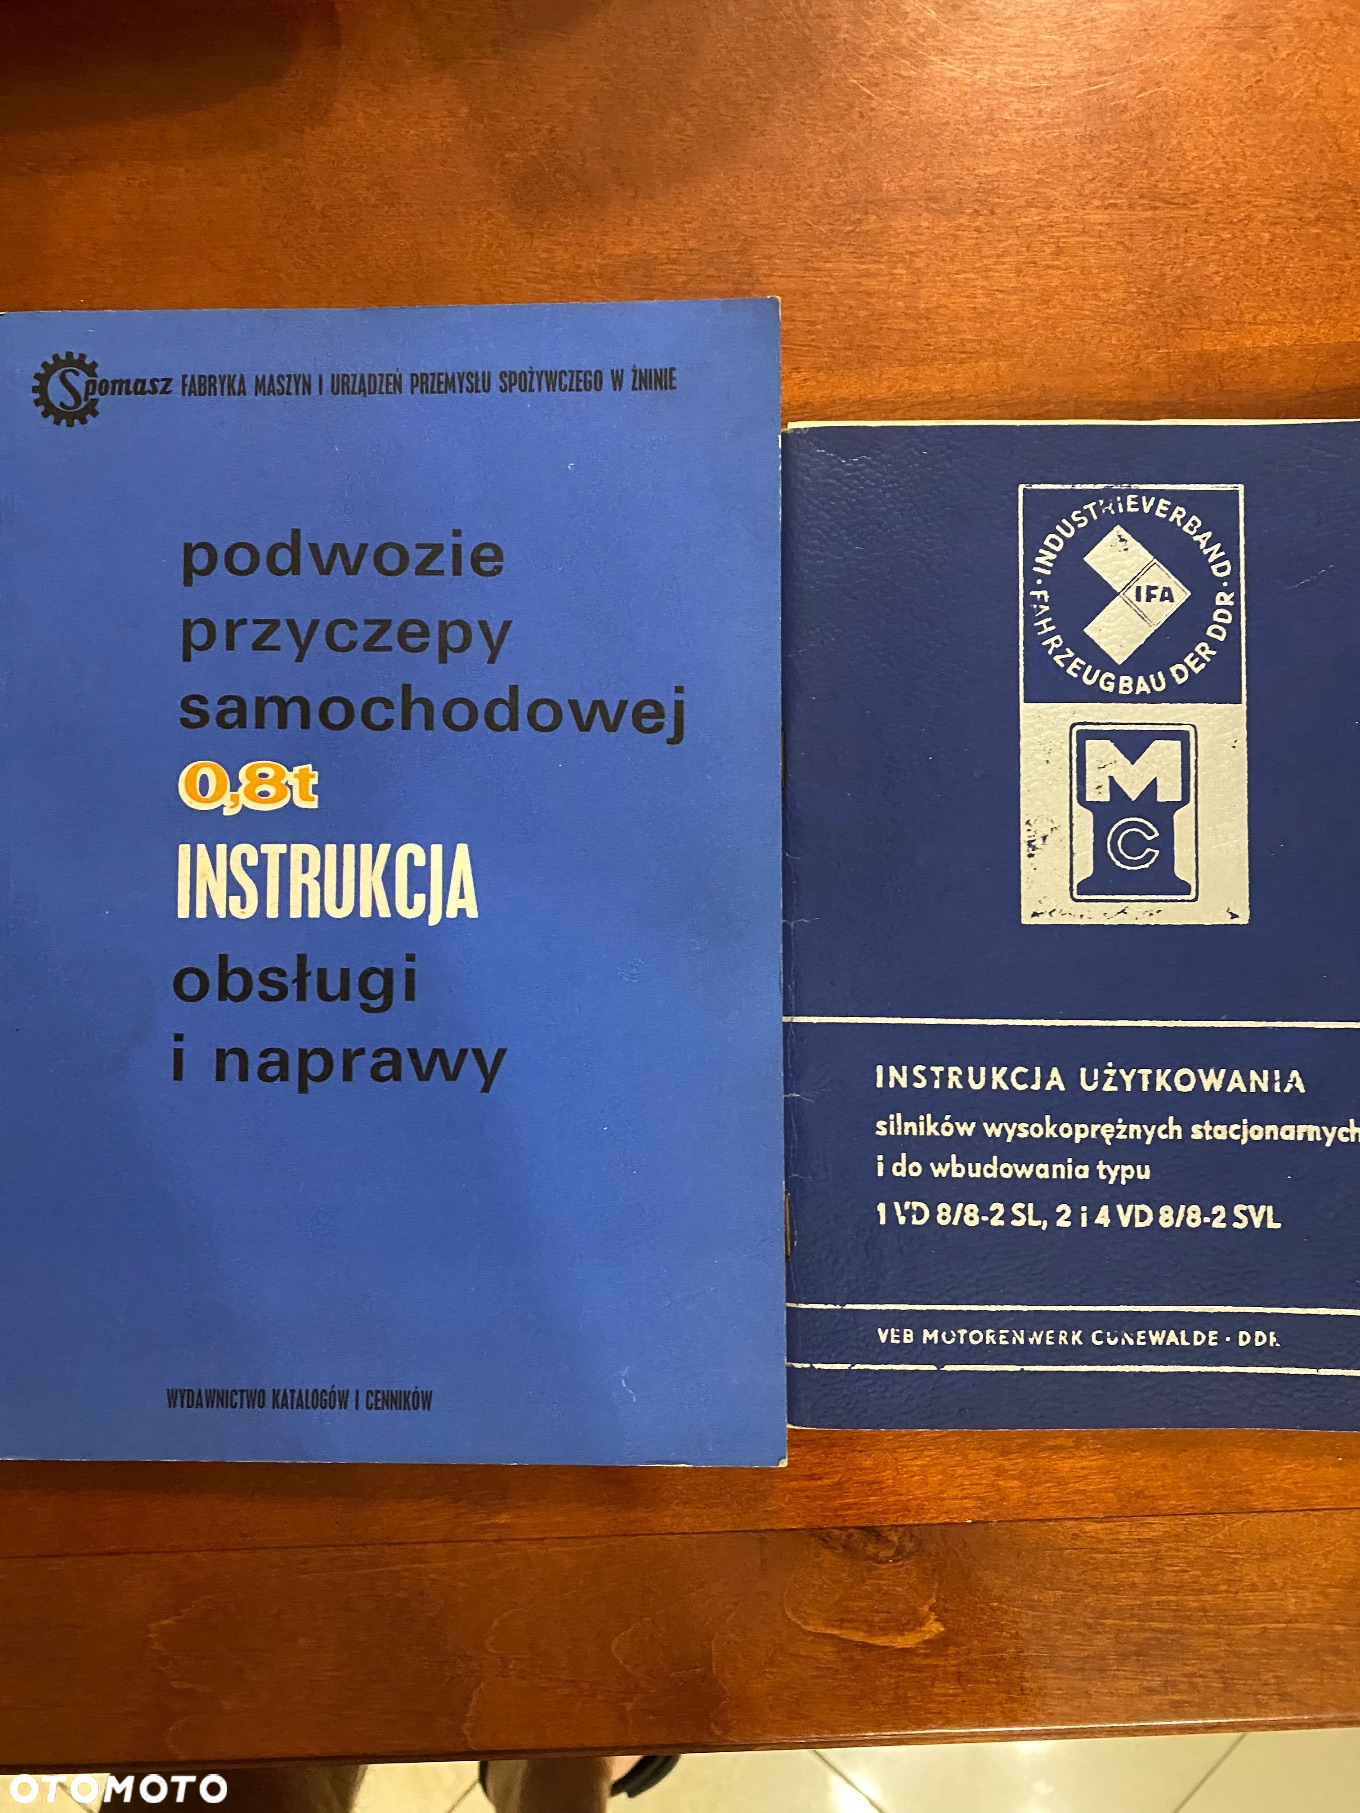 Spomasz FABRYKA MASZYN I URZĄDZEŃ PRZEMYSŁU SPOŻYWCZEGO W ŻNINIE
podwozie
przyczepy
samochodowej
0,8t
INSTRUKCJA
obsługi
i naprawy
WYDAWNICTWO KATALOGÓW I CENNIKÓW
INDUSTRIEVERBAND
FAHRZEUGBAU DER DDR
IFA
M
C
INSTRUKCJA UŻYTKOWANIA
silników wysokoprężnych stacjonarnych
i do wbudowania typu
1 VD 8/8-2 SL, 2 i 4 VD 8/8-2 SVL
VEB MOTORENWERK CUNEWALDE · DDR
OTOMOTO